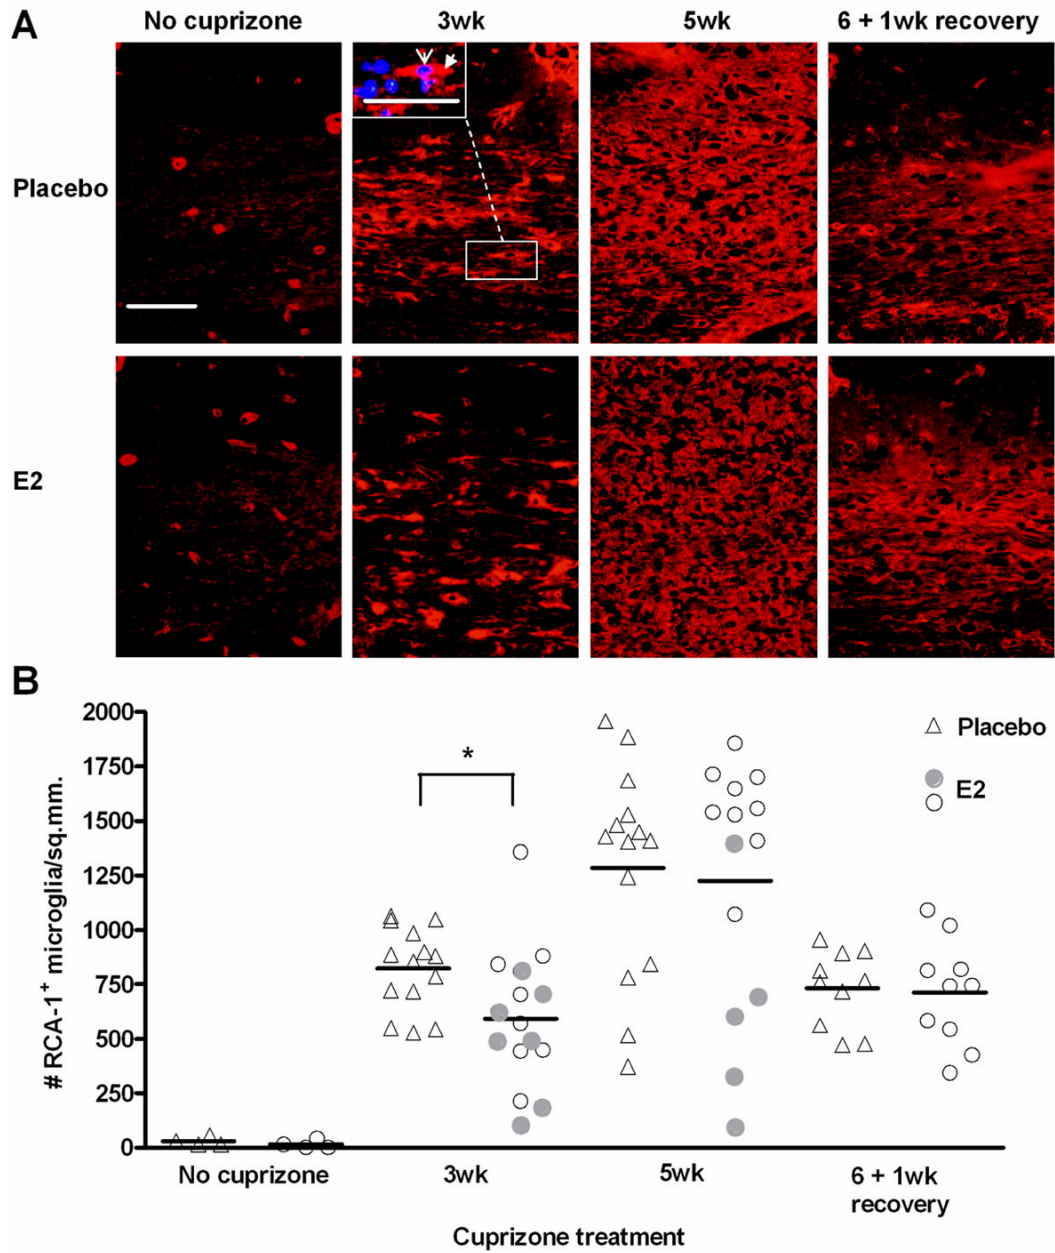 A
No cuprizone
3wk
5wk
6 + 1wk recovery
Placebo
E2
B
# RCA-1+ microglia/sq.mm.
2000
1750
1500
1250
1000
750
500
250
0
*
Placebo
E2
No cuprizone
3wk
5wk
6 + 1wk
recovery
Cuprizone treatment